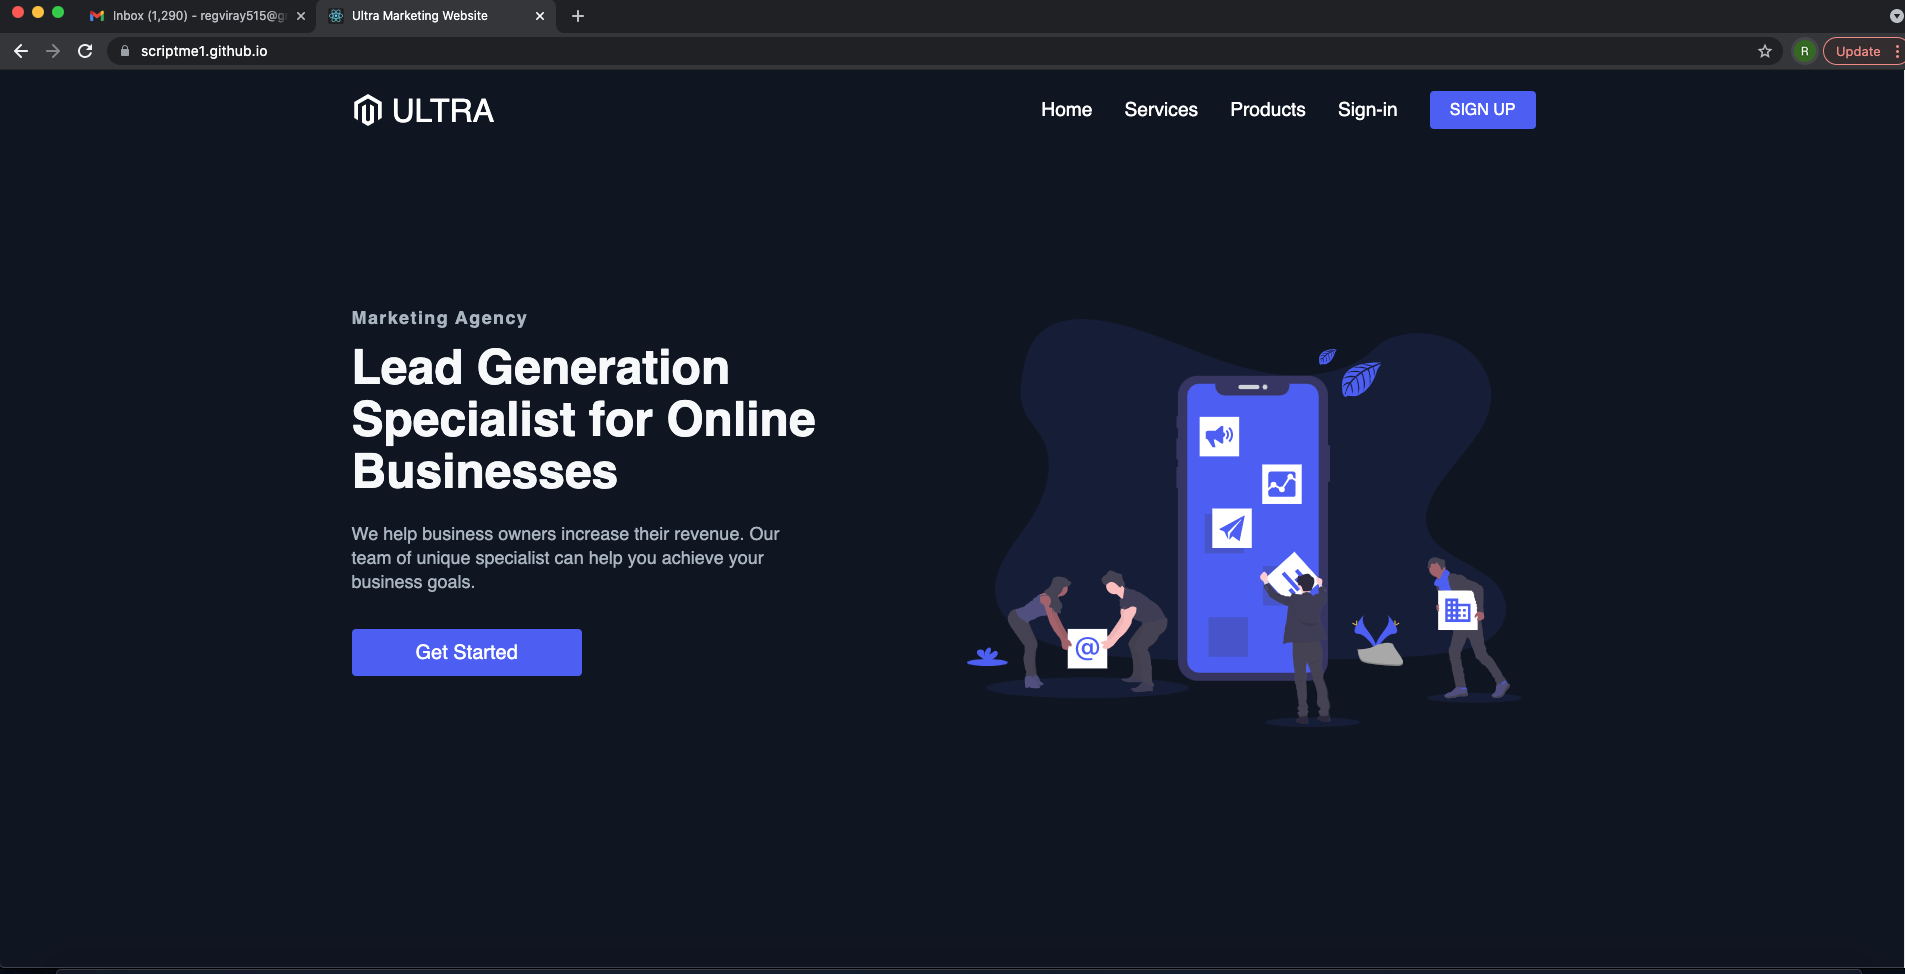 Inbox (1,290) - regviray515@g
Ultra Marketing Website
scriptme1.github.io
R
Update
ULTRA
Home
Services
Products
Sign-in
SIGN UP
Marketing Agency
Lead Generation
Specialist for Online
Businesses
We help business owners increase their revenue. Our
team of unique specialist can help you achieve your
business goals.
Get Started
@